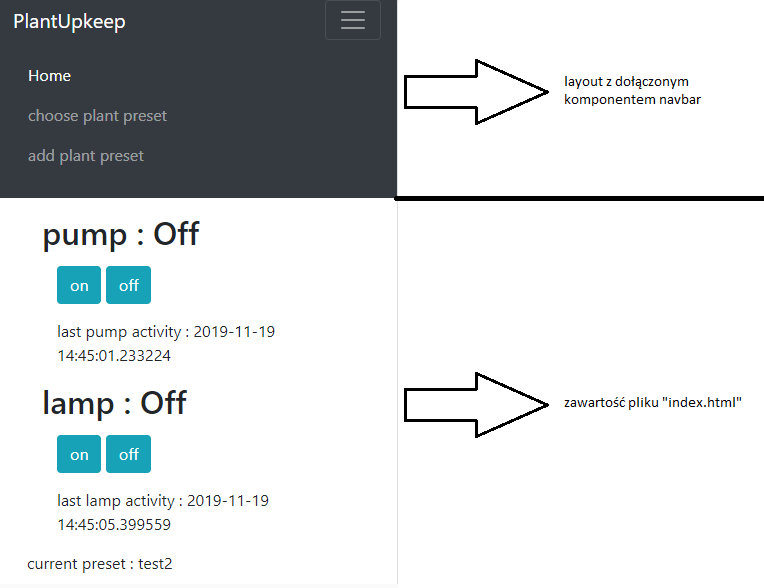 PlantUpkeep
Home
choose plant preset
add plant preset
layout z dołączonym
komponentem navbar
pump : Off
on off
last pump activity : 2019-11-19
14:45:01.233224
lamp : Off
on off
last lamp activity : 2019-11-19
14:45:05.399559
current preset : test2
zawartość pliku "index.html"